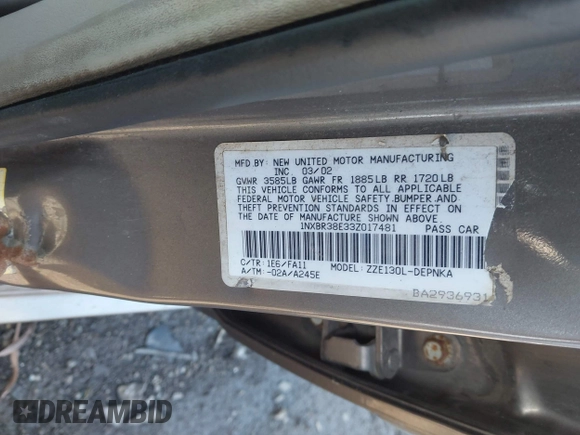 MFD.BY: NEW UNITED MOTOR MANUFACTURING
INC. 03/02
GVWR 3585LB GAWR FR 1885LB RR 1720LB
THIS VEHICLE CONFORMS TO ALL APPLICABLE
FEDERAL MOTOR VEHICLE SAFETY,BUMPER,AND
THEFT PREVENTION STANDARDS IN EFFECT ON
THE DATE OF MANUFACTURE SHOWN ABOVE.
1NXBR38E33Z017481 PASS CAR
C/TR: 1E6/FA11 MODEL: ZZE130L-DEPNKA
A/TM: -02A/A245E
BA2936931
DREAMBID